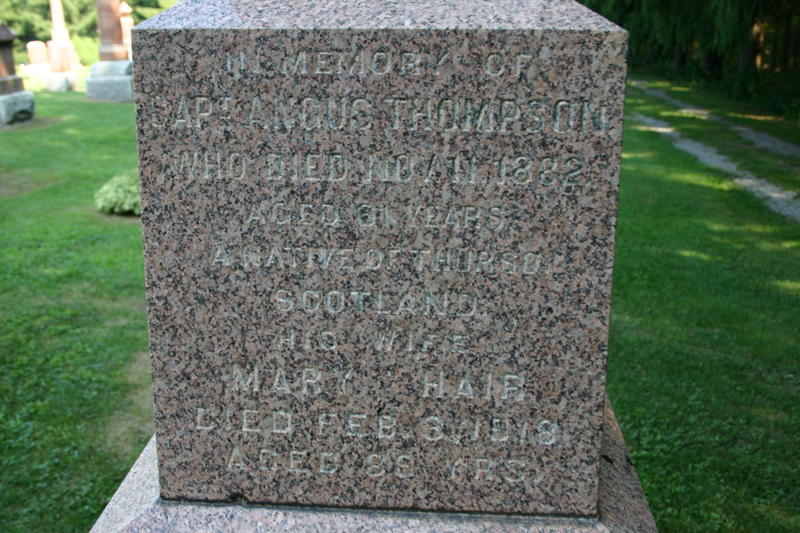 IN MEMORY OF
CAPT ANGUS THOMPSON
WHO DIED NOV. 11, 1882
AGED 61 YEARS
A NATIVE OF THURSO
SCOTLAND.
HIS WIFE
MARY HAIR
DIED FEB. 3, 1918
AGED YRS.